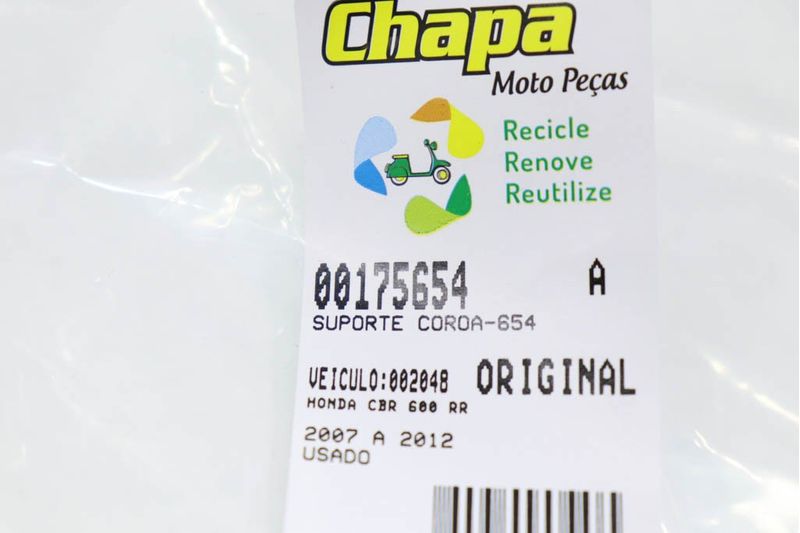 Chapa
Moto Peças
Recicle
Renove
Reutilize
00175654 A
SUPORTE COROA-654
VEICULO:002048 ORIGINAL
HONDA CBR 600 RR
2007 A 2012
USADO